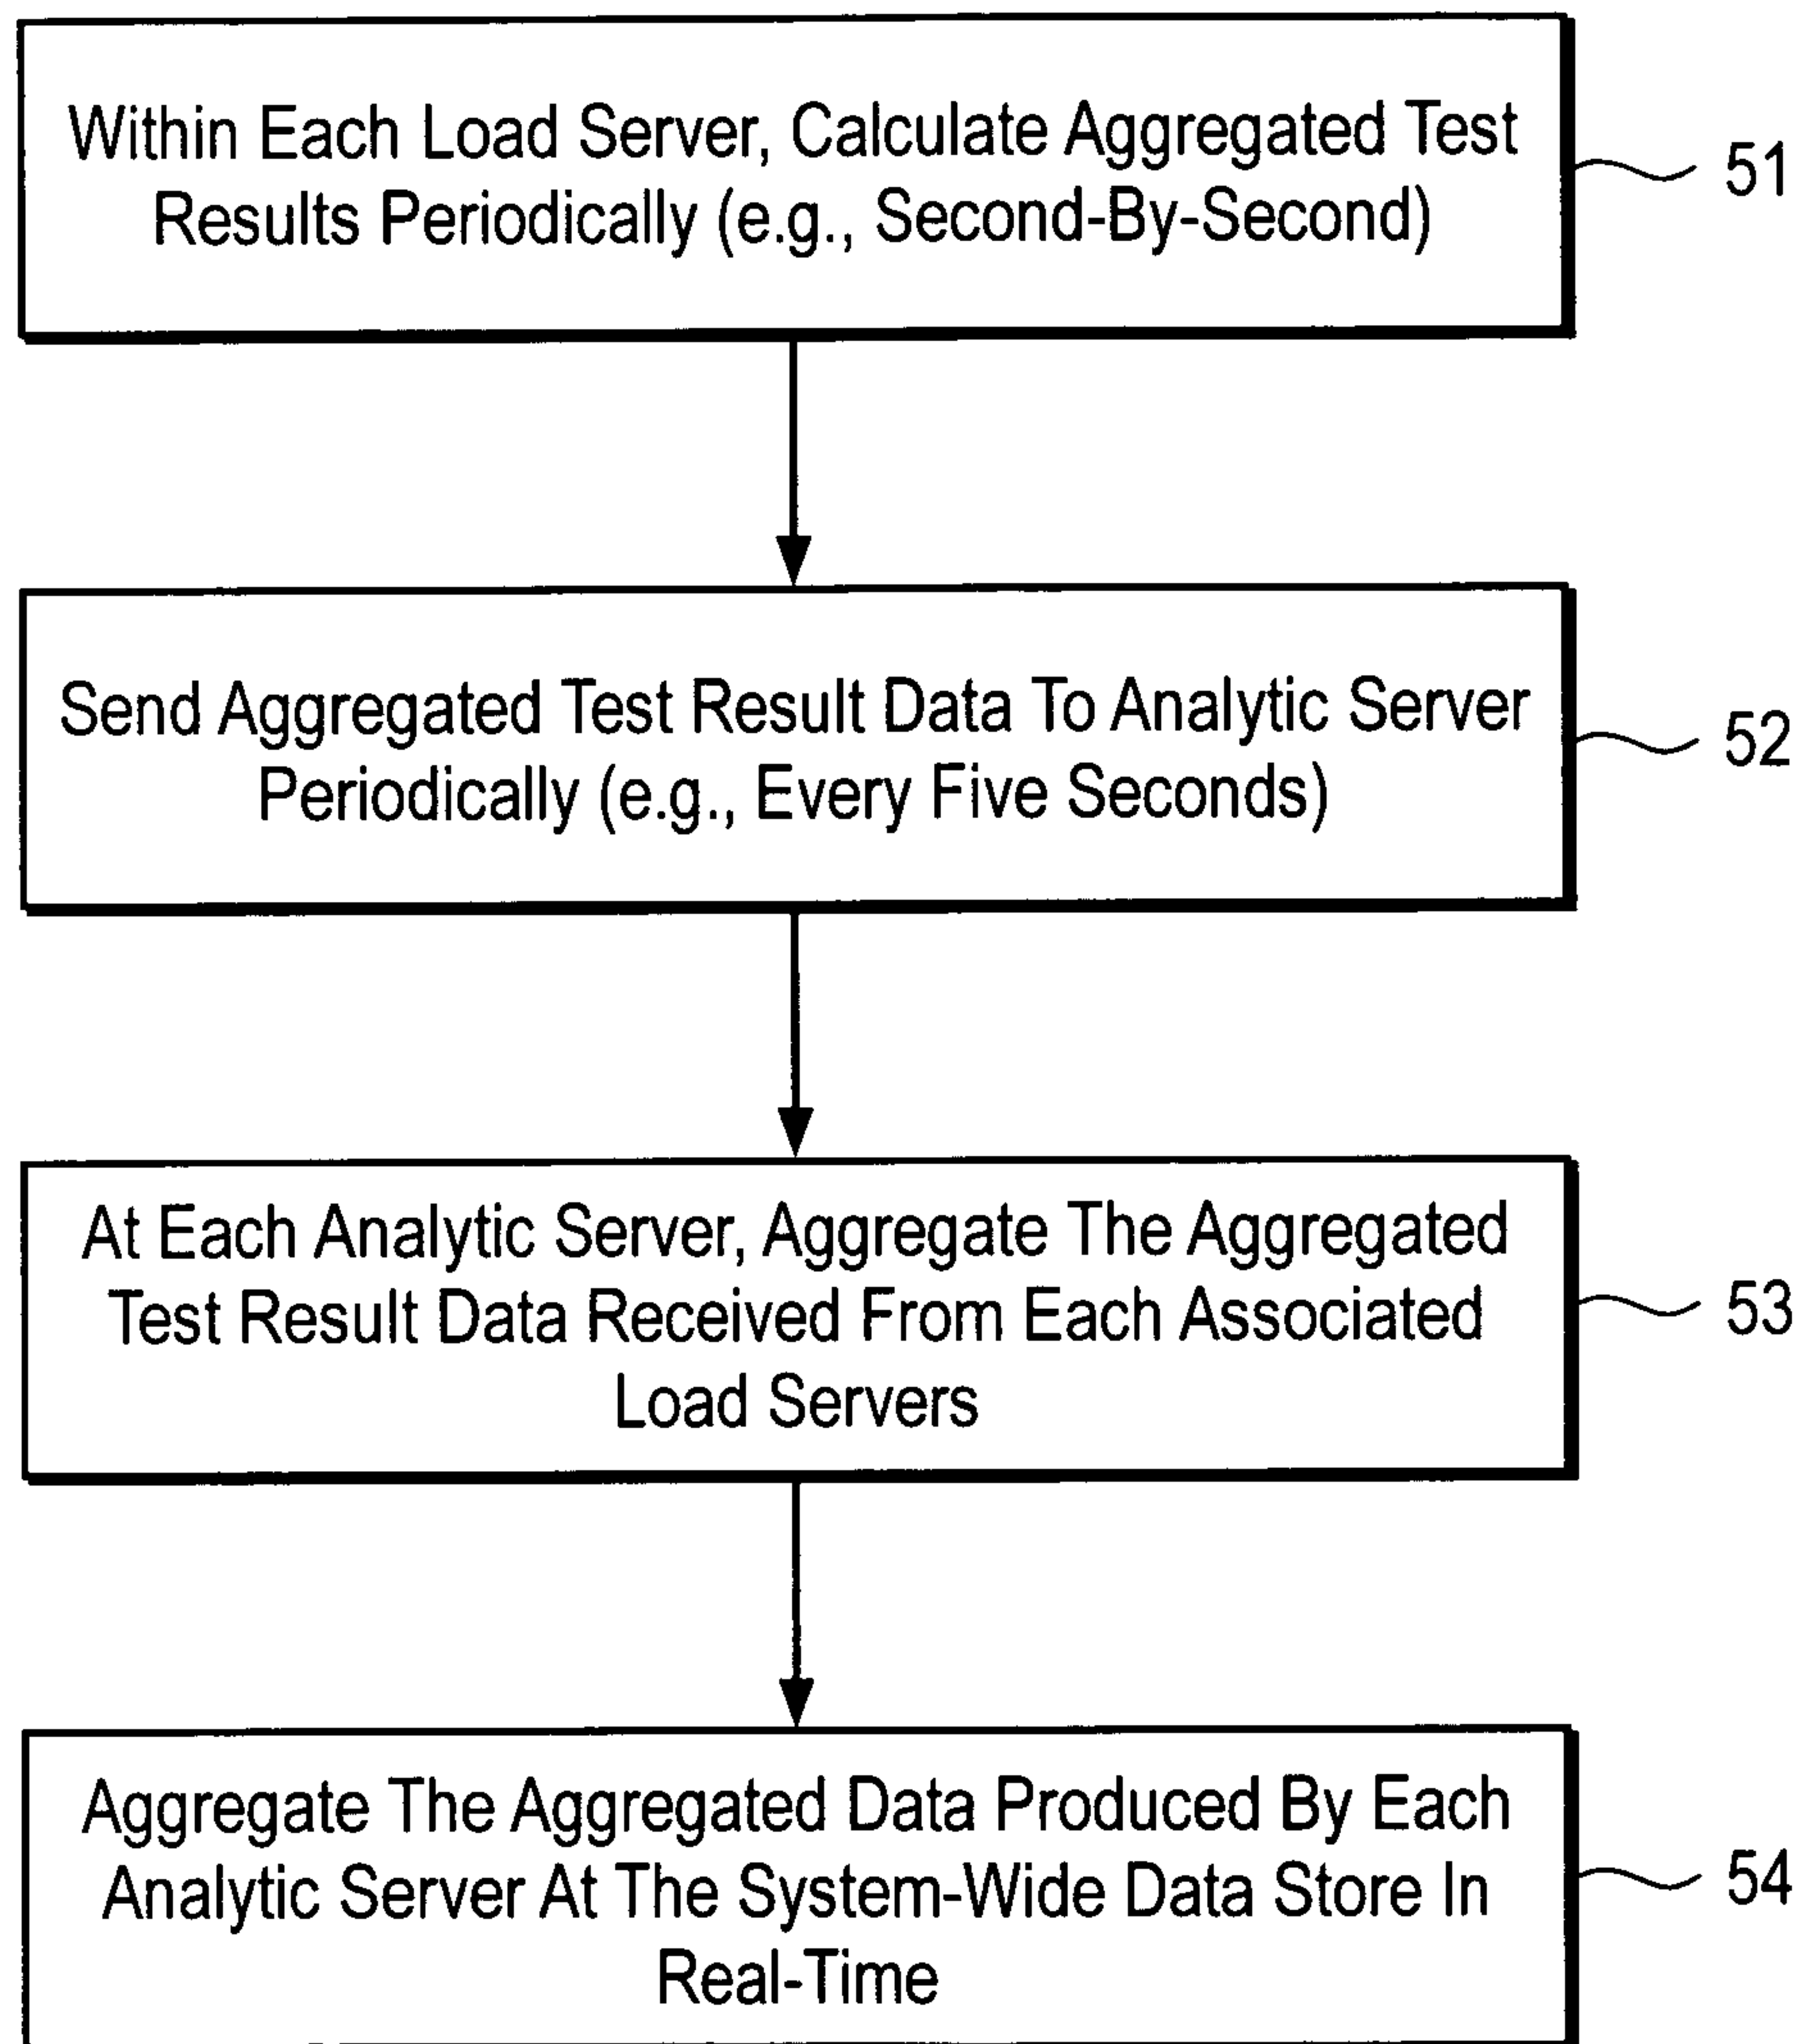 Within Each Load Server, Calculate Aggregated Test
Results Periodically (e.g., Second-By-Second)
51
Send Aggregated Test Result Data To Analytic Server
Periodically (e.g., Every Five Seconds)
52
At Each Analytic Server, Aggregate The Aggregated
Test Result Data Received From Each Associated
Load Servers
53
Aggregate The Aggregated Data Produced By Each
Analytic Server At The System-Wide Data Store In
Real-Time
54